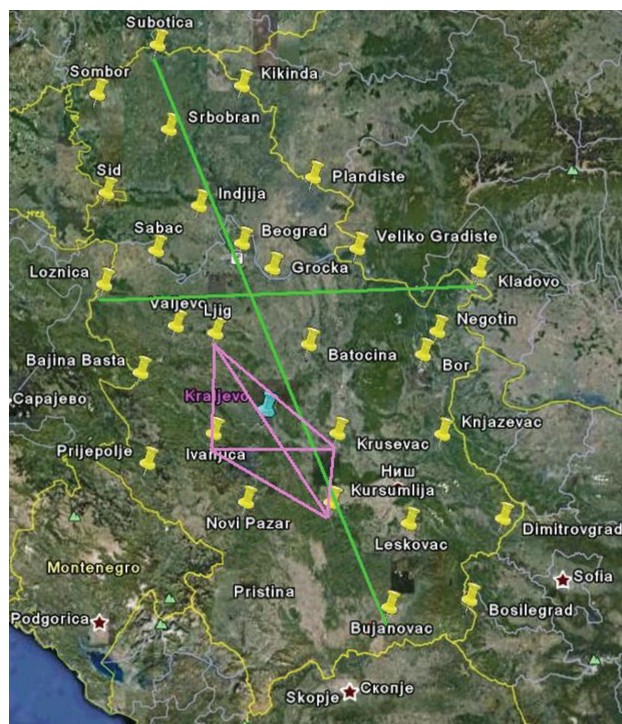 Subotica
Sombor
Kikinda
Srbobran
Sid
Plandiste
Indjija
Sabac
Beograd
Veliko Gradiste
Loznica
Grocka
Kladovo
Valjevo
Ljig
Negotin
Batocina
Bajina Basta
Bor
Kraljevo
Сарајево
Krusevac
Knjazevac
Prijepolje
Ivanjica
Ниш
Kursumlija
Novi Pazar
Dimitrovgrad
Leskovac
Montenegro
Sofia
Pristina
Bosilegrad
Podgorica
Bujanovac
Skopje
Скопје